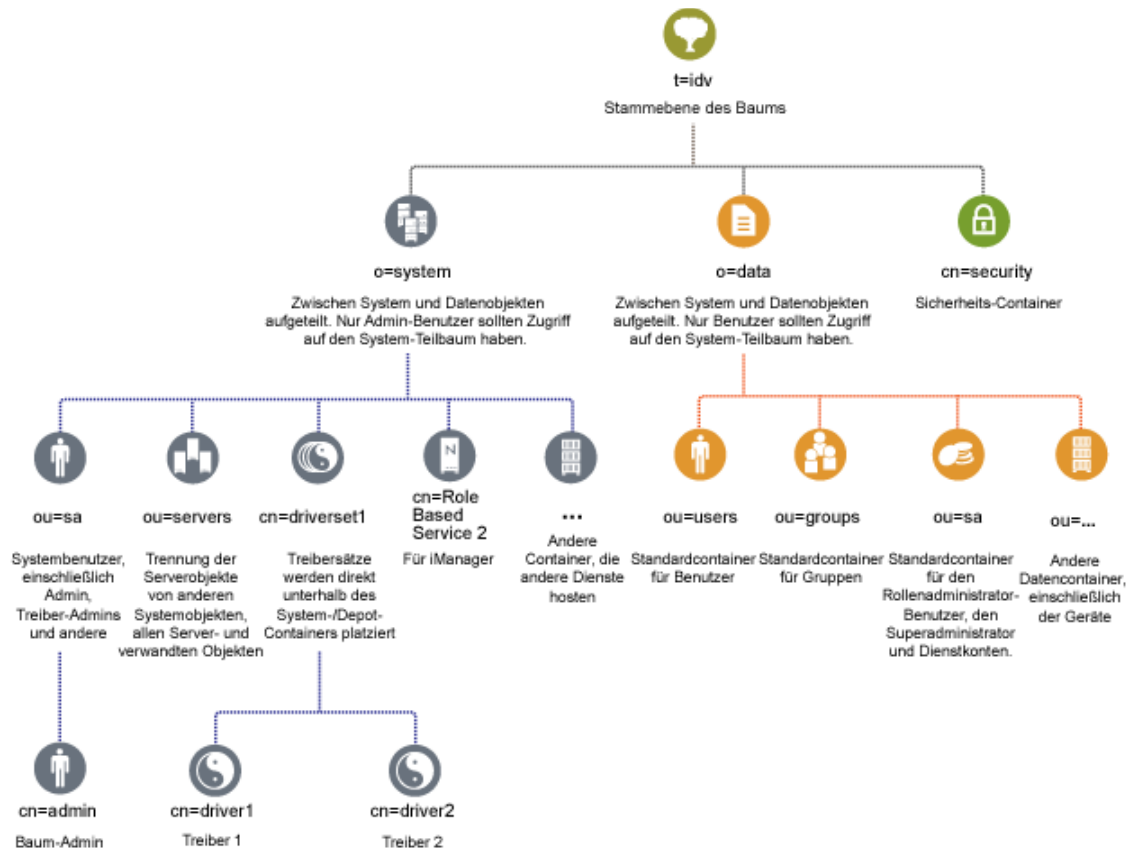 t=idv
Stammebene des Baums
o=system
Zwischen System und Datenobjekten
aufgeteilt. Nur Admin-Benutzer sollten Zugriff
auf den System-Teilbaum haben.
o=data
Zwischen System und Datenobjekten
aufgeteilt. Nur Benutzer sollten Zugriff
auf den System-Teilbaum haben.
cn=security
Sicherheits-Container
ou=sa
Systembenutzer,
einschließlich
Admin,
Treiber-Admins
und andere
ou=servers
Trennung der
Serverobjekte
von anderen
Systemobjekten,
allen Server- und
verwandten Objekten
cn=driverset1
Treibersätze
werden direkt
unterhalb des
System-/Depot-
Containers platziert
N
cn=Role
Based
Service 2
Für iManager
...
Andere
Container, die
andere Dienste
hosten
ou=users
Standardcontainer
für Benutzer
ou=groups
Standardcontainer
für Gruppen
ou=sa
Standardcontainer
für den
Rollenadministrator-
Benutzer, den
Superadministrator
und Dienstkonten.
ou=...
Andere
Datencontainer,
einschließlich
der Geräte
cn=admin
Baum-Admin
cn=driver1
Treiber 1
cn=driver2
Treiber 2